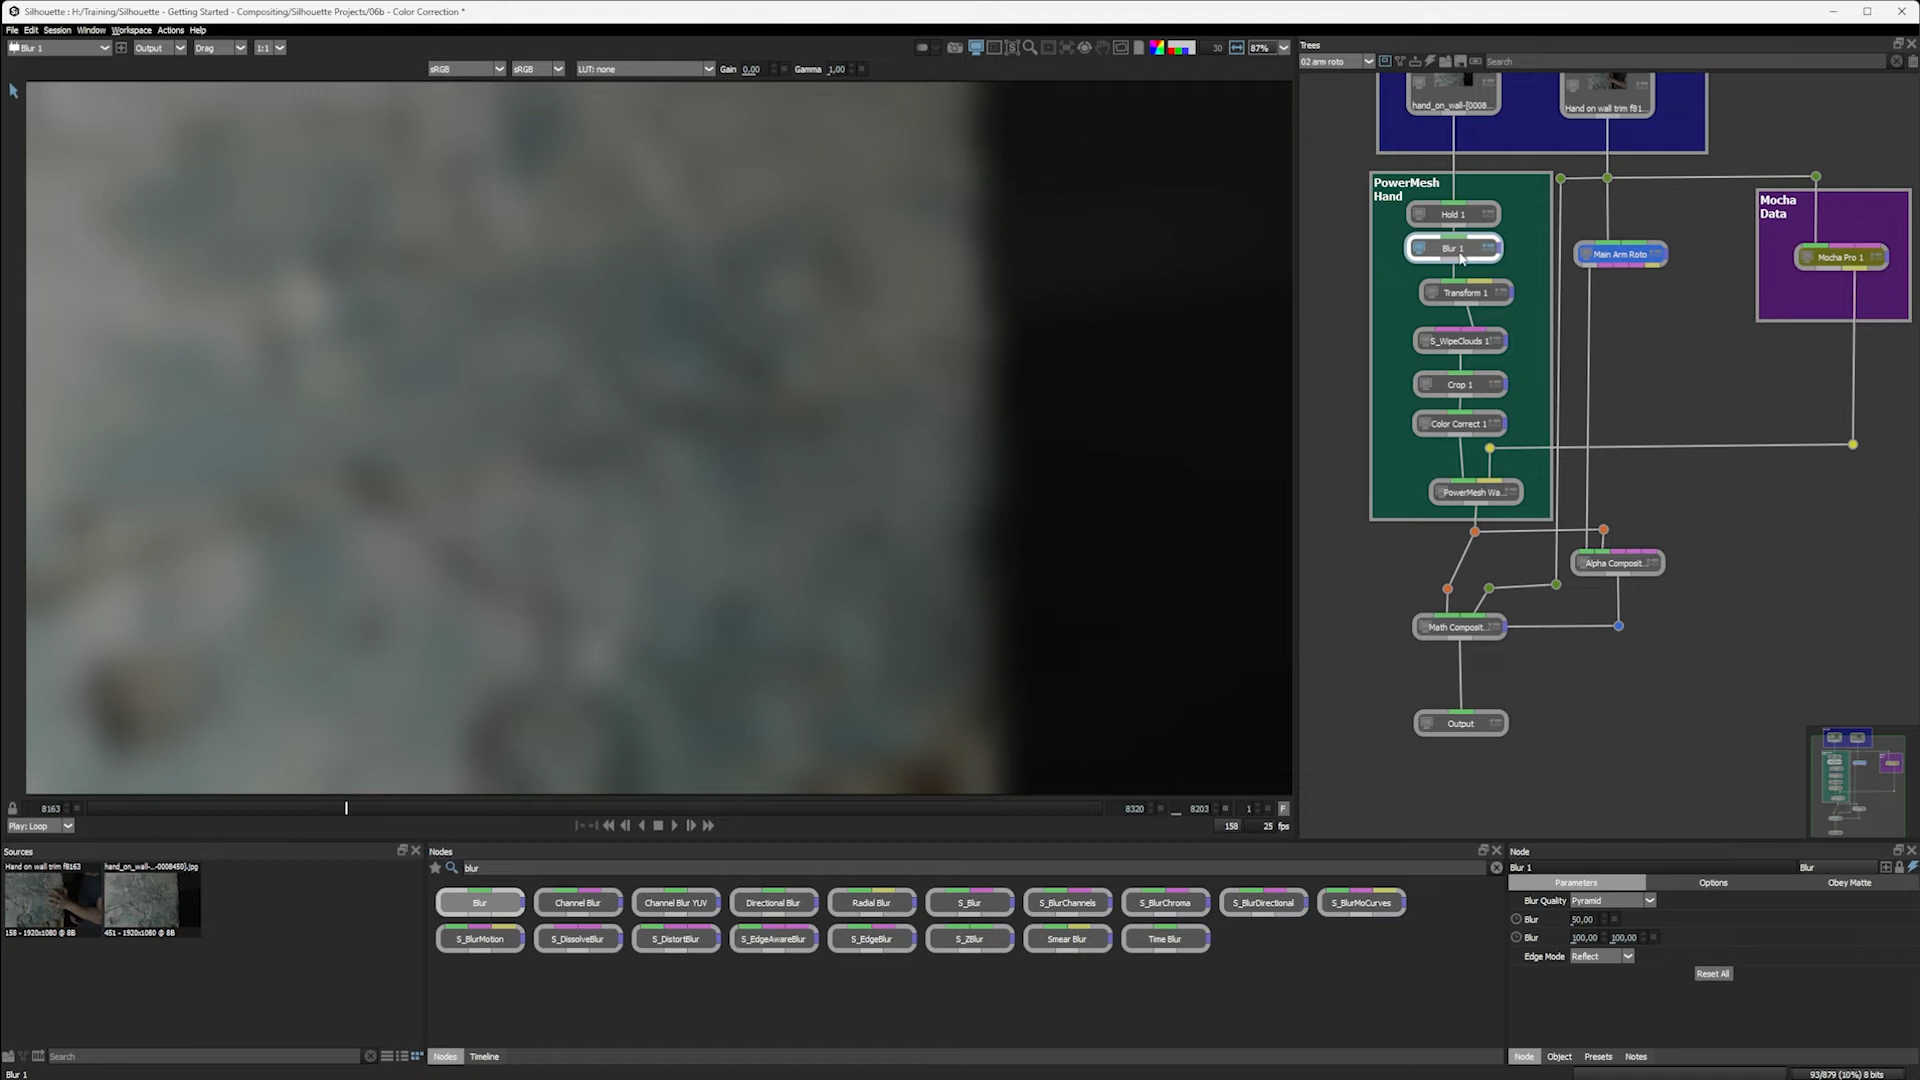 Silhouette : H:/Training/Silhouette - Getting Started - Compositing/Silhouette Projects/06b - Color Correction *
File Edit Session Window Workspace Actions Help
Blur 1 Output Drag 1:1 30 87%
sRGB sRGB LUT: none Gain 0,00 Gamma 1,00
Trees
02 arm roto Search
hand_on_wall-[0008...
Hand on wall trim f81...
PowerMesh
Hand
Hold 1
Blur 1
Transform 1
S_WipeClouds 1
Crop 1
Color Correct 1
PowerMesh Wa...
Main Arm Roto
Mocha
Data
Mocha Pro 1
Alpha Composit...
Math Composit...
Output
8163 8320 8203 1 F
Play: Loop 158 25 fps
Sources
Hand on wall trim f8163 hand_on_wall-...-0008450].jpg
158 - 1920x1080 @ 8B 451 - 1920x1080 @ 8B
Search
Blur 1
Nodes
blur
Blur Channel Blur Channel Blur YUV Directional Blur Radial Blur S_Blur S_BlurChannels S_BlurChroma S_BlurDirectional S_BlurMoCurves
S_BlurMotion S_DissolveBlur S_DistortBlur S_EdgeAwareBlur S_EdgeBlur S_ZBlur Smear Blur Time Blur
Nodes Timeline
Node
Blur 1 Blur
Parameters Options Obey Matte
Blur Quality Pyramid
Blur 50,00
Blur 100,00 100,00
Edge Mode Reflect
Reset All
Node Object Presets Notes
93/879 (10%) 8 bits